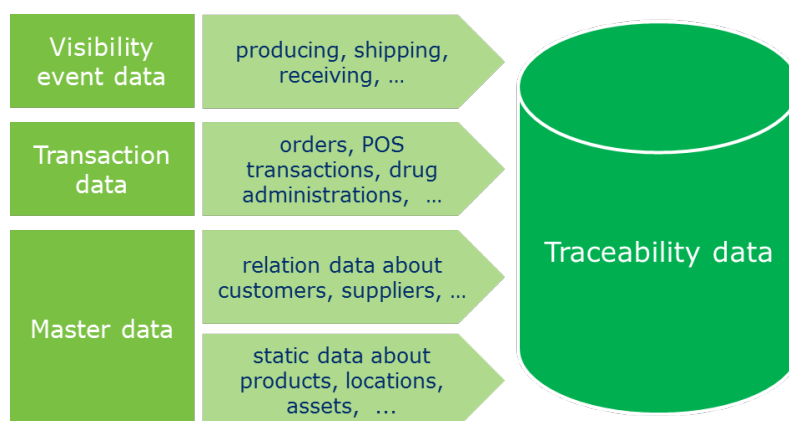 Visibility
event data
producing, shipping,
receiving, ...
Transaction
data
orders, POS
transactions, drug
administrations, ...
Master data
relation data about
customers, suppliers, ...
static data about
products, locations,
assets, ...
Traceability data